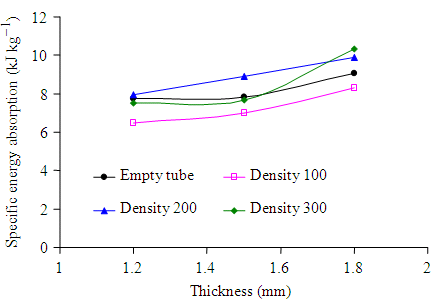 Specific energy absorption (kJ kg⁻¹)
12
10
8
6
4
2
0
Empty tube
Density 100
Density 200
Density 300
1
1.2
1.4
1.6
1.8
2
Thickness (mm)